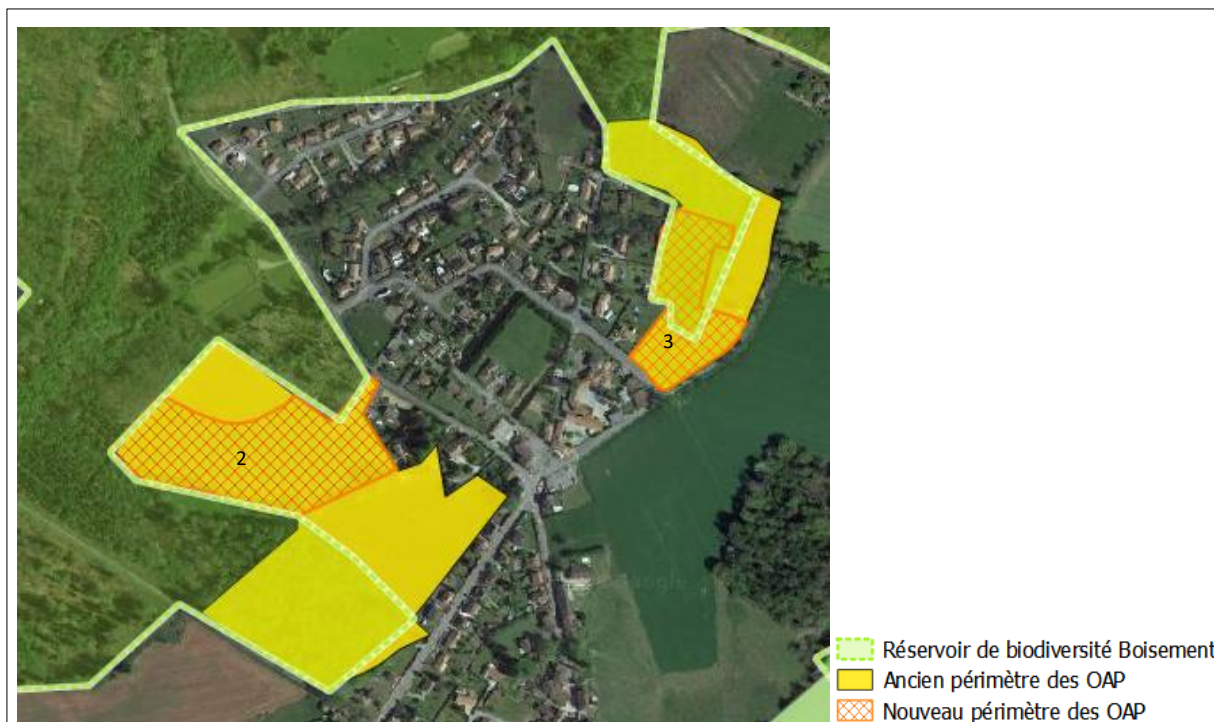 3
2
Réservoir de biodiversité Boisement
Ancien périmètre des OAP
Nouveau périmètre des OAP